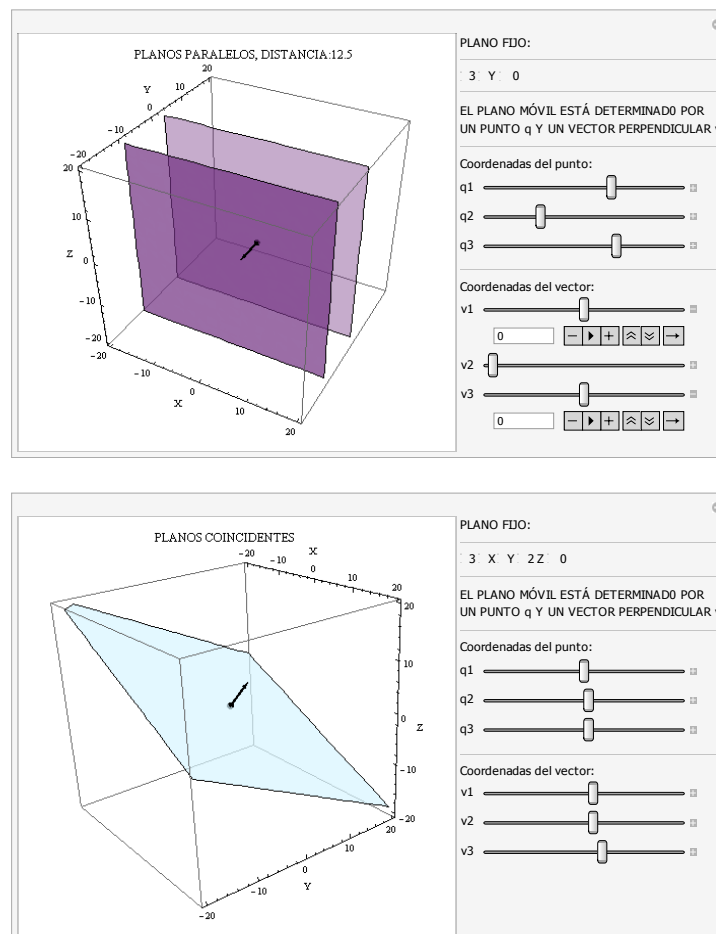 PLANOS PARALELOS, DISTANCIA:12.5
20
10
Y
0
-10
-20
20
10
Z
0
-10
-20
-20
-10
0
X
10
20
PLANO FIJO:
3 Y 0
EL PLANO MÓVIL ESTÁ DETERMINADO POR
UN PUNTO q Y UN VECTOR PERPENDICULAR
Coordenadas del punto:
q1
q2
q3
Coordenadas del vector:
v1
0
v2
v3
0
PLANOS COINCIDENTES
-20
-10
X
0
10
20
20
10
0
Z
-10
-20
20
10
0
Y
-10
-20
PLANO FIJO:
3 X Y 2 Z 0
EL PLANO MÓVIL ESTÁ DETERMINADO POR
UN PUNTO q Y UN VECTOR PERPENDICULAR
Coordenadas del punto:
q1
q2
q3
Coordenadas del vector:
v1
v2
v3